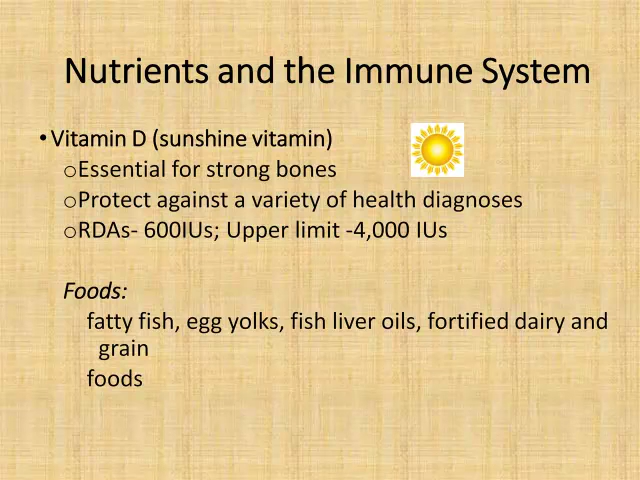 Nutrients and the Immune System
•Vitamin D (sunshine vitamin)
oEssential for strong bones
oProtect against a variety of health diagnoses
oRDAs- 600IUs; Upper limit -4,000 IUs
Foods:
fatty fish, egg yolks, fish liver oils, fortified dairy and
grain
foods